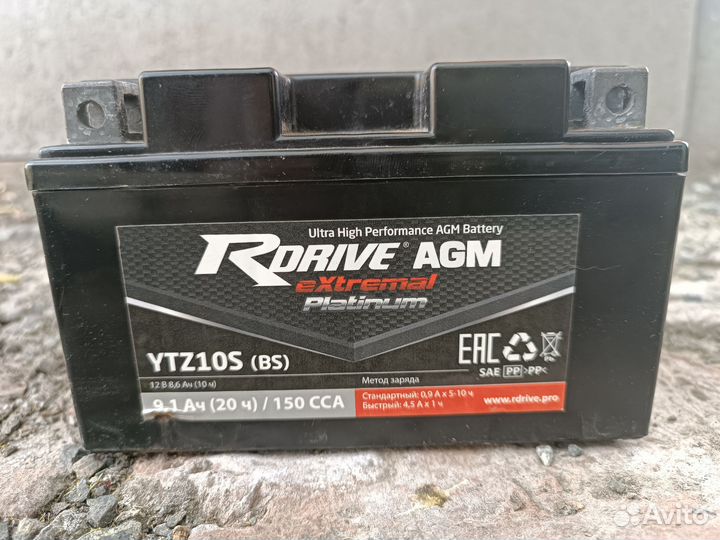 Ultra High Performance AGM Battery
RDRIVE® AGM
eXtremal
Platinum
YTZ10S (BS)
12 В 8,6 Ач (10 ч)
9,1 Ач (20 ч) / 150 CCA
Метод заряда
Стандартный: 0,9 А x 5-10 ч
Быстрый: 4,5 А x 1 ч
EAC
Pb
SAE PP >PP<
www.rdrive.pro
Avito